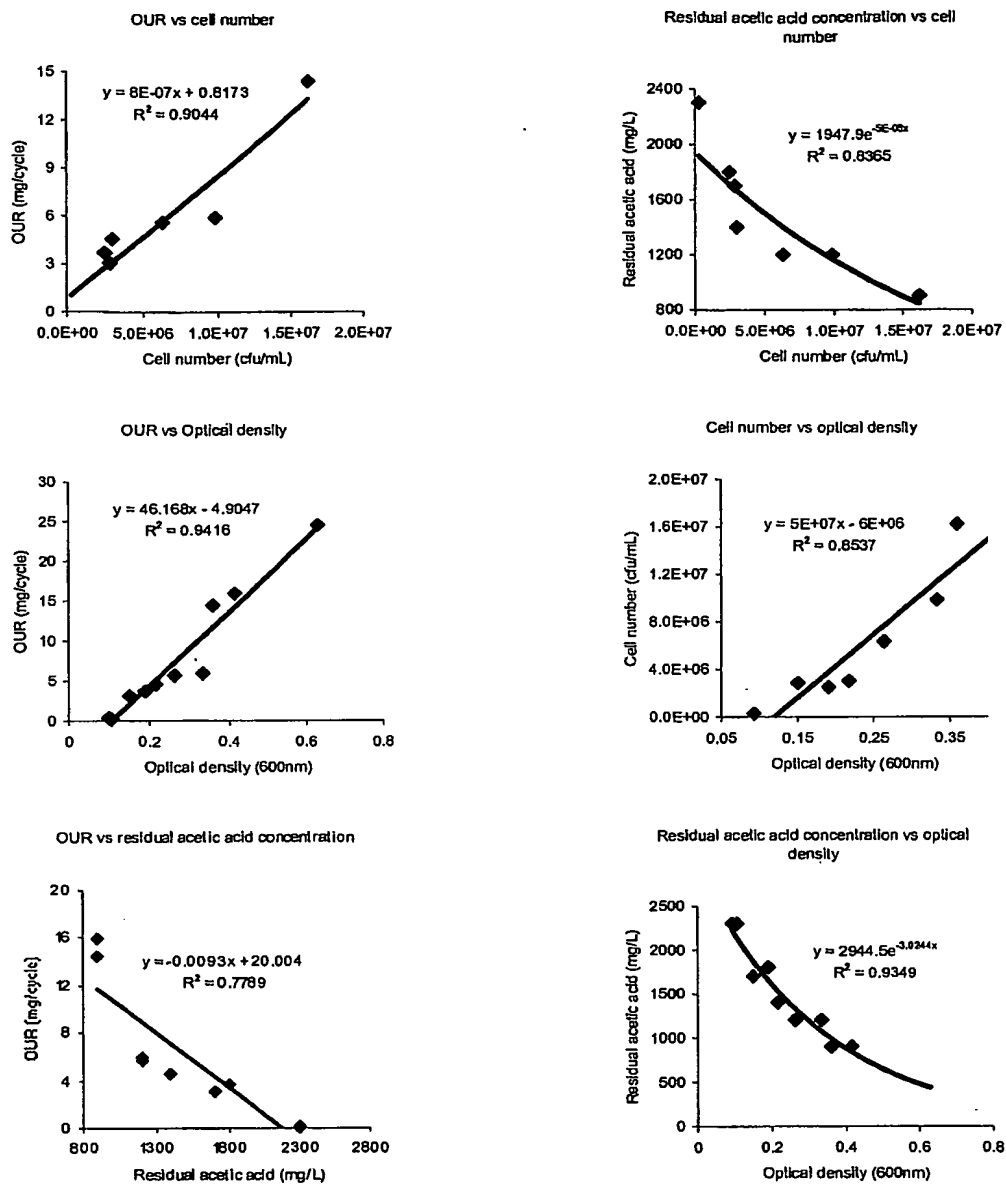 OUR vs cell number
15
12
9
6
3
0
OUR (mg/cycle)
y = 8E-07x + 0.8173
R² = 0.9044
0.0E+00 5.0E+06 1.0E+07 1.5E+07 2.0E+07
Cell number (cfu/mL)
Residual acetic acid concentration vs cell
number
2400
2000
1600
1200
800
Residual acetic acid (mg/L)
y = 1947.9e
R² = 0.8365
0.0E+00 5.0E+06 1.0E+07 1.5E+07 2.0E+07
Cell number (cfu/mL)
OUR vs Optical density
30
25
20
15
10
5
0
OUR (mg/cycle)
y = 46.168x - 4.9047
R² = 0.9416
0 0.2 0.4 0.6 0.8
Optical density (600nm)
Cell number vs optical density
2.0E+07
1.6E+07
1.2E+07
8.0E+06
4.0E+06
0.0E+00
Cell number (cfu/mL)
y = 5E+07x - 6E+06
R² = 0.8537
0.05 0.15 0.25 0.35
Optical density (600nm)
OUR vs residual acetic acid concentration
20
16
12
8
4
0
OUR (mg/cycle)
y = -0.0093x + 20.004
R² = 0.7789
800 1300 1800 2300 2800
Residual acetic acid (mg/L)
Residual acetic acid concentration vs optical
density
2500
2000
1500
1000
500
0
Residual acetic acid (mg/L)
y = 2944.5e⁻³·⁰²⁴⁴ˣ
R² = 0.9349
0 0.2 0.4 0.6 0.8
Optical density (600nm)